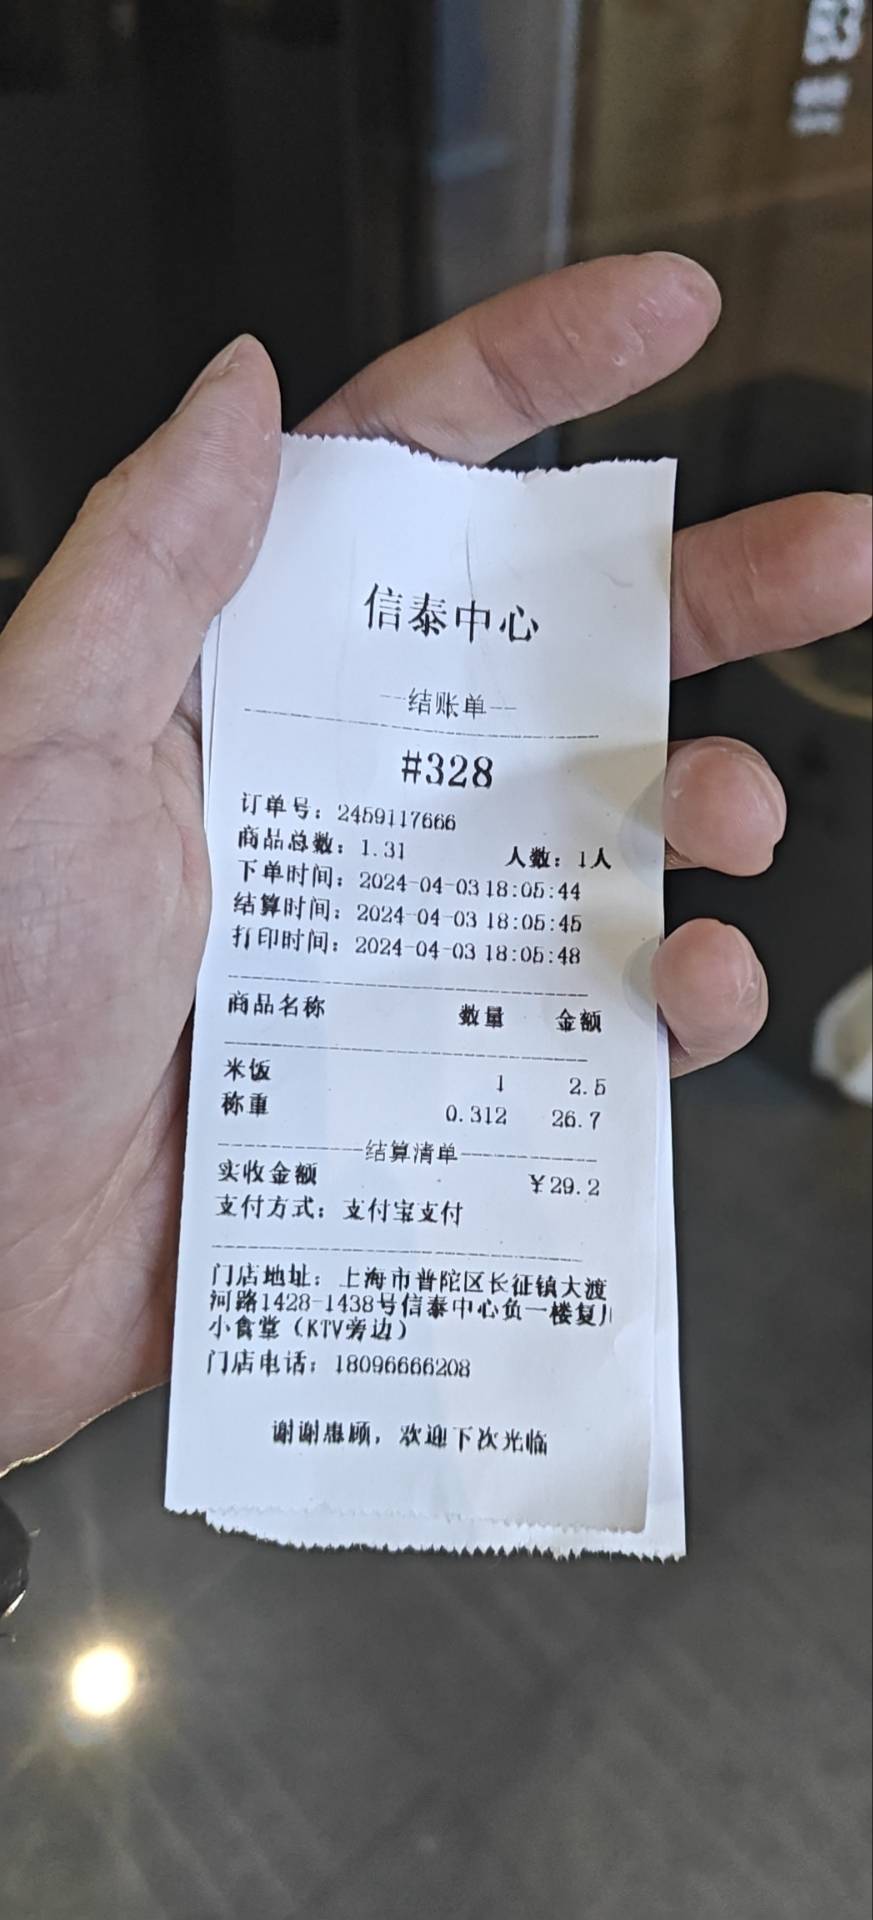 信泰中心
--结账单--
#328
订单号：2459117666
商品总数：1.31 人数：1人
下单时间：2024-04-03 18:05:44
结算时间：2024-04-03 18:05:45
打印时间：2024-04-03 18:05:48
商品名称 数量 金额
米饭 1 2.5
称重 0.312 26.7
结算清单
实收金额 ￥29.2
支付方式：支付宝支付
门店地址：上海市普陀区长征镇大渡
河路1428-1438号信泰中心负一楼复
小食堂（KTV旁边）
门店电话：18096666208
谢谢惠顾，欢迎下次光临